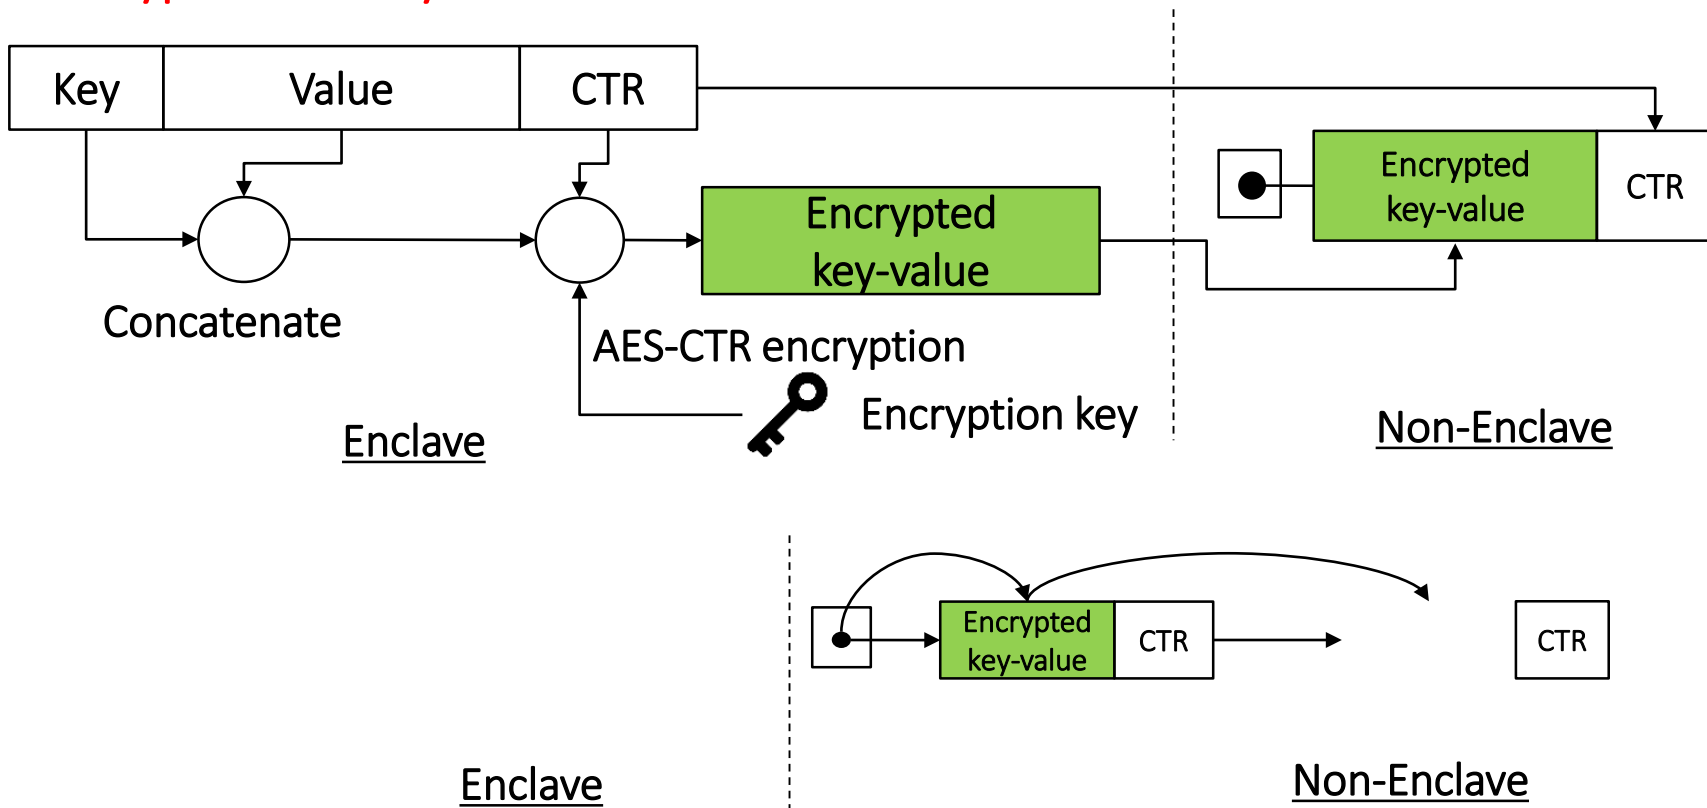 Key Value CTR
Encrypted
key-value
CTR
Encrypted
key-value
Concatenate
AES-CTR encryption
Encryption key
Enclave
Non-Enclave
Encrypted
key-value
CTR
CTR
Enclave
Non-Enclave